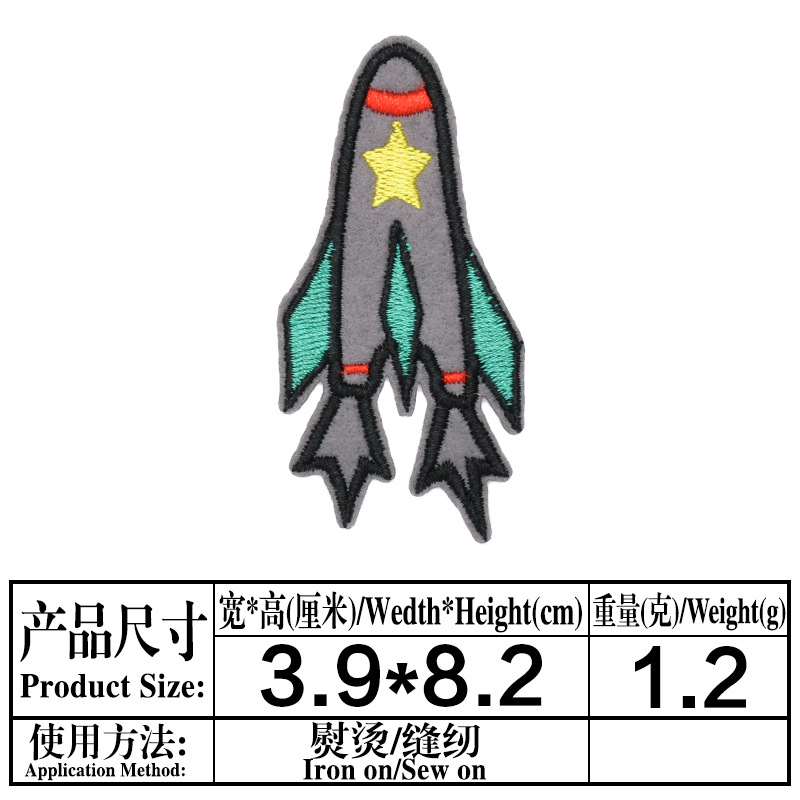 产品尺寸
Product Size:
宽*高(厘米)/Wedth*Height(cm)
重量(克)/Weight(g)
3.9*8.2
1.2
使用方法:
Application Method:
熨烫/缝纫
Iron on/Sew on